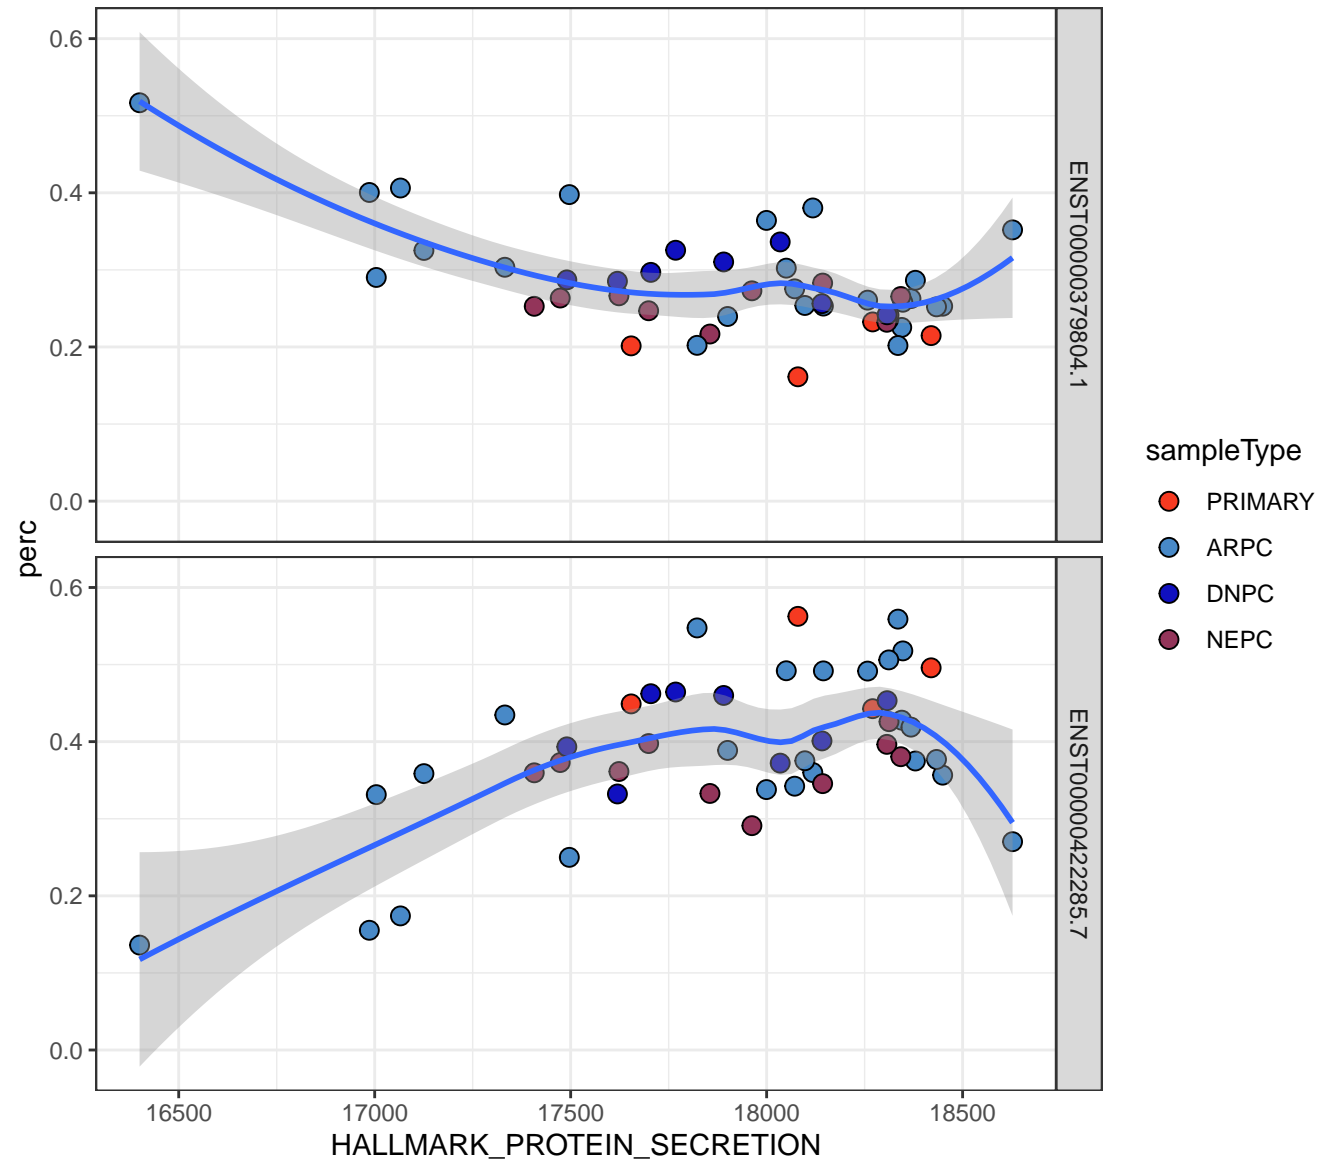 0.6
0.4
0.2
0.0
ENST00000379804.1
perc
0.6
0.4
0.2
0.0
ENST00000422285.7
16500 17000 17500 18000 18500
HALLMARK_PROTEIN_SECRETION
sampleType
PRIMARY
ARPC
DNPC
NEPC